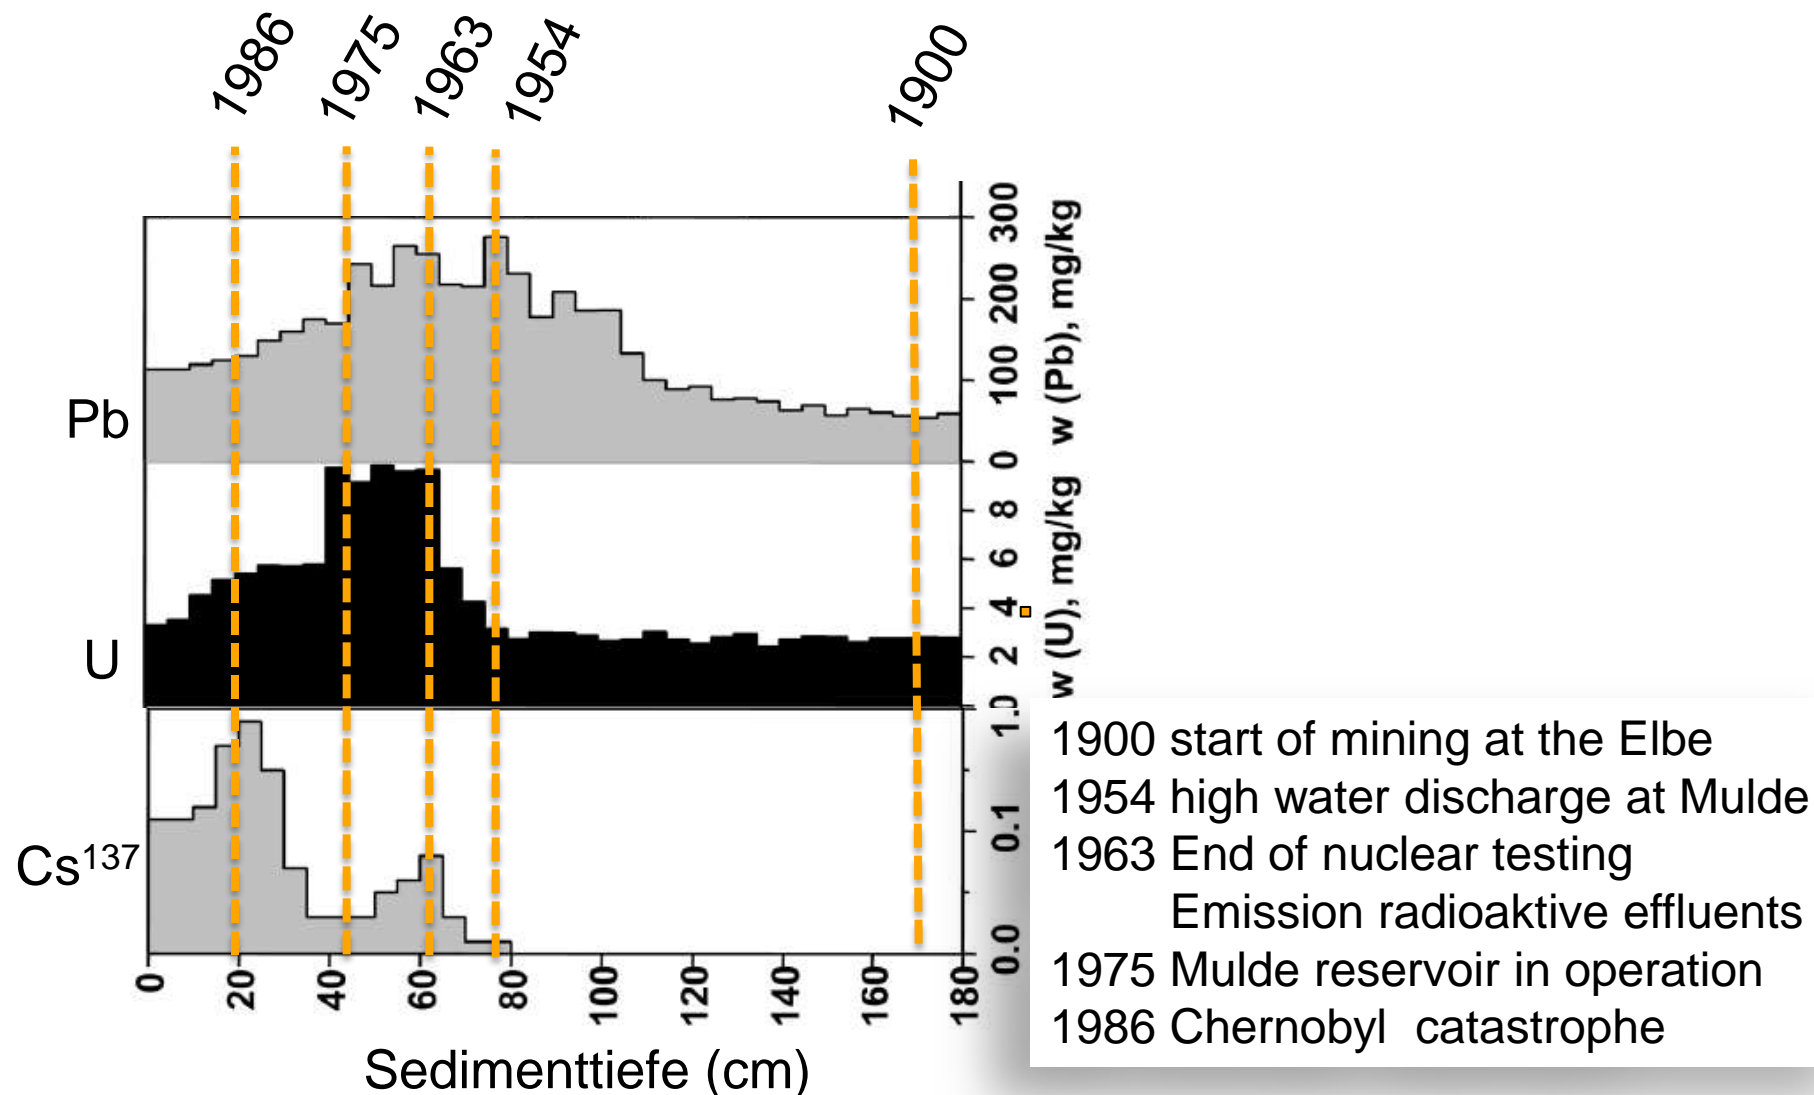 1986
1975
1963
1954
1900
Pb
U
Cs137
0
100
200
300
w (Pb), mg/kg
2
4
6
8
w (U), mg/kg
0.0
0.1
1.0
0
20
40
60
80
100
120
140
160
180
Sedimenttiefe (cm)
1900 start of mining at the Elbe
1954 high water discharge at Mulde
1963 End of nuclear testing
Emission radioaktive effluents
1975 Mulde reservoir in operation
1986 Chernobyl catastrophe